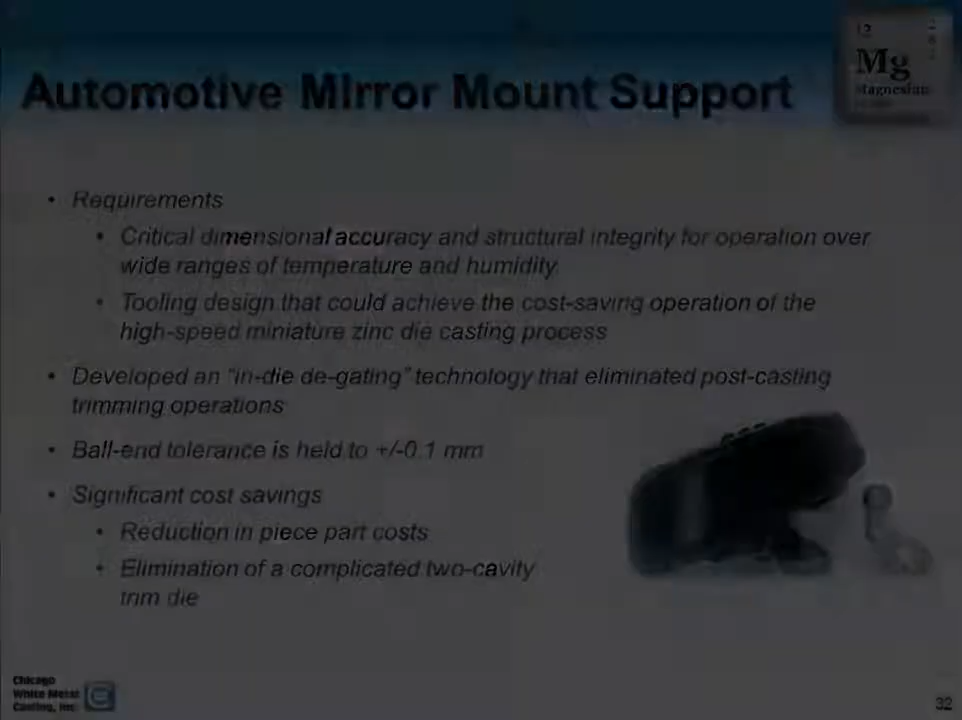 12
Mg
Magnesium
Automotive Mirror Mount Support
• Requirements
• Critical dimensional accuracy and structural integrity for operation over
wide ranges of temperature and humidity
• Tooling design that could achieve the cost-saving operation of the
high-speed miniature zinc die casting process
• Developed an "in-die de-gating" technology that eliminated post-casting
trimming operations
• Ball-end tolerance is held to +/-0.1 mm
• Significant cost savings
• Reduction in piece part costs
• Elimination of a complicated two-cavity
trim die
Chicago
White Metal
Casting, Inc.
32